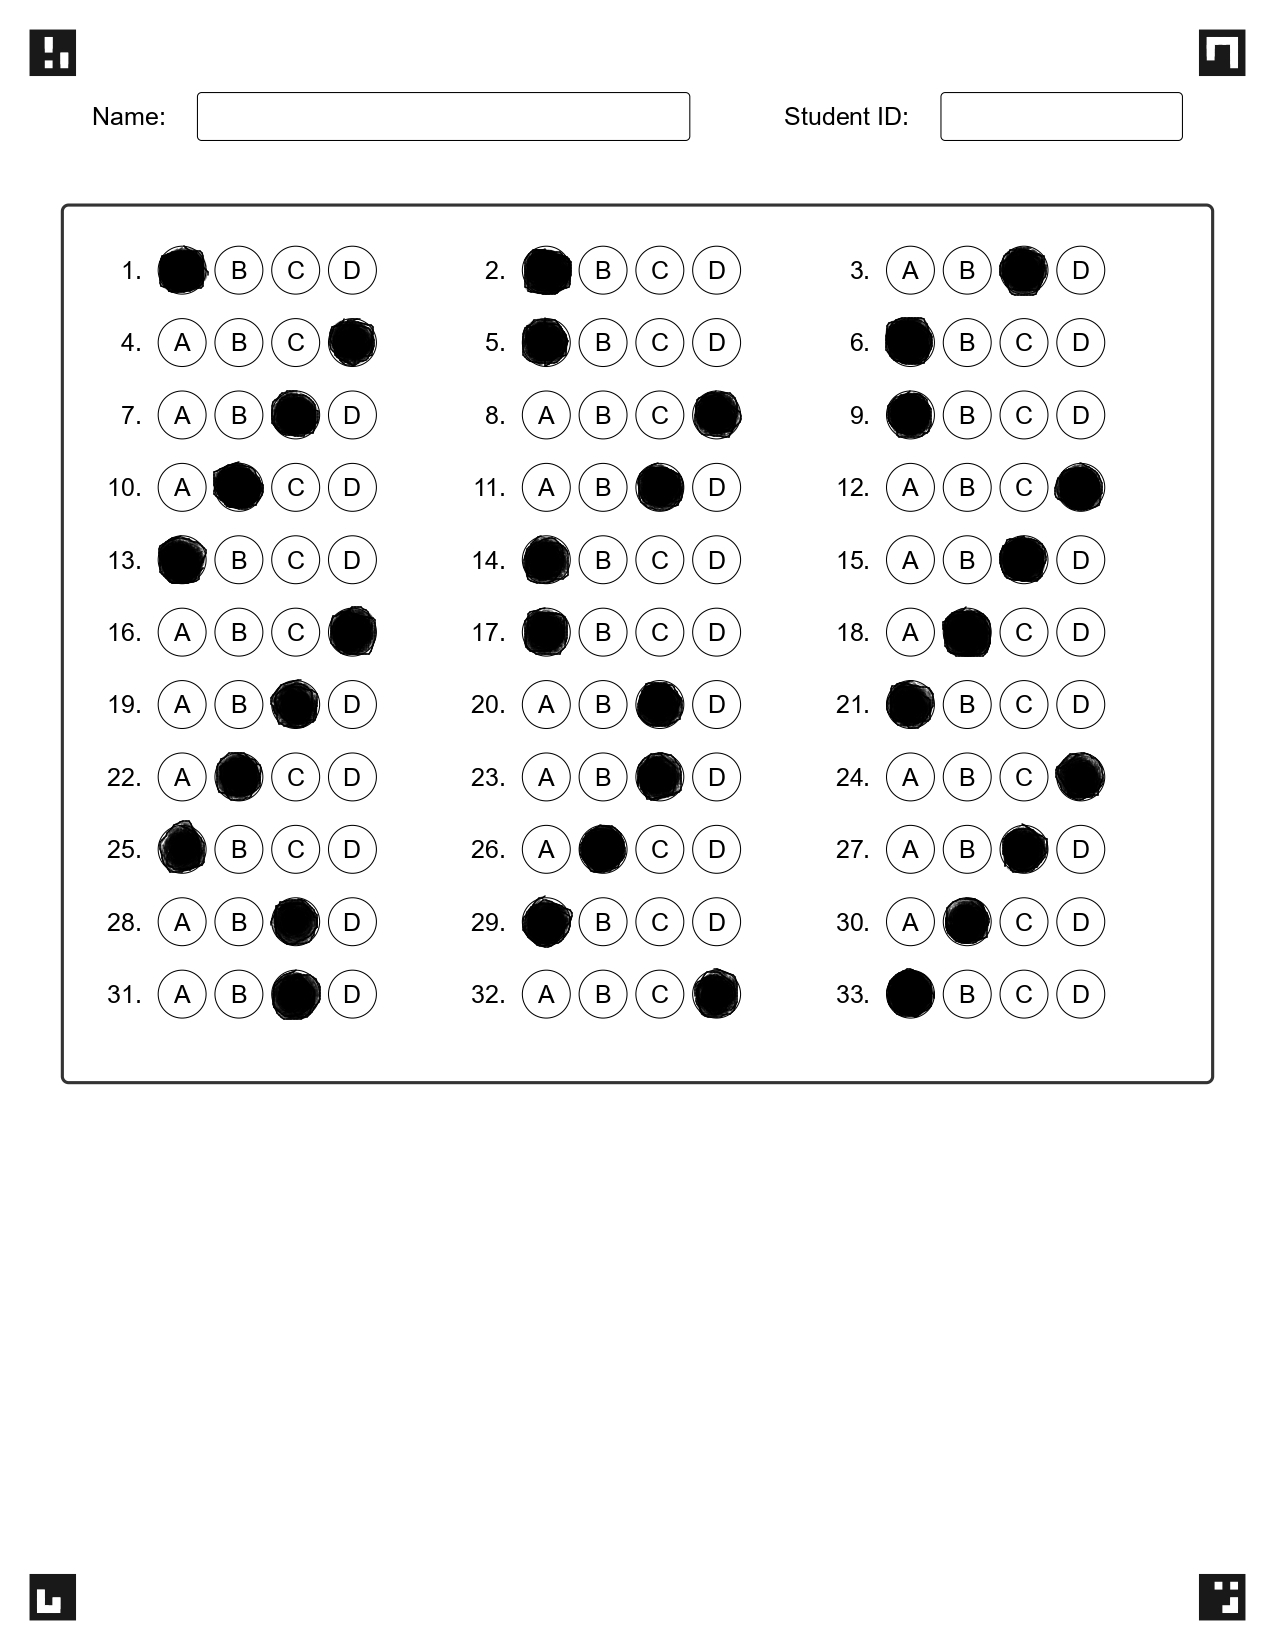 Name: Student ID:
1. B C D 2. B C D 3. A B D
4. A B C 5. B C D 6. B C D
7. A B D 8. A B C 9. B C D
10. A C D 11. A B D 12. A B C
13. B C D 14. B C D 15. A B D
16. A B C 17. B C D 18. A C D
19. A B D 20. A B D 21. B C D
22. A C D 23. A B D 24. A B C
25. B C D 26. A C D 27. A B D
28. A B D 29. B C D 30. A C D
31. A B D 32. A B C 33. B C D